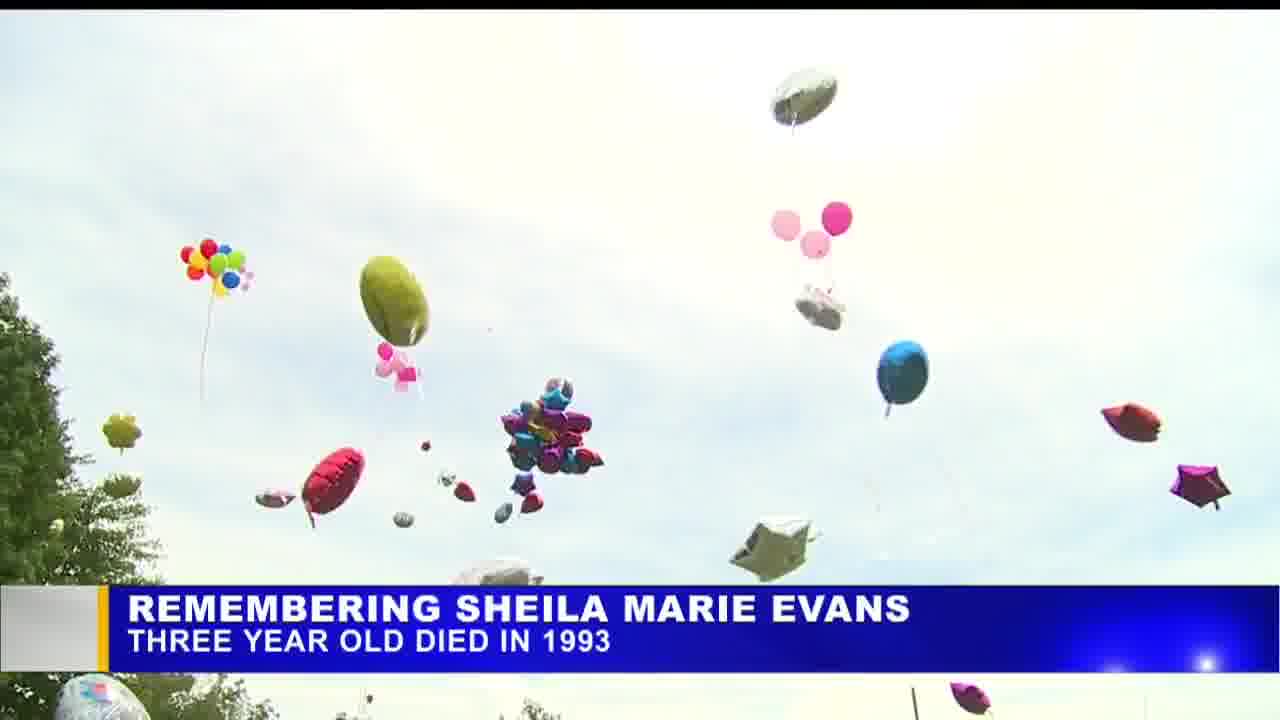 REMEMBERING SHEILA MARIE EVANS
THREE YEAR OLD DIED IN 1993